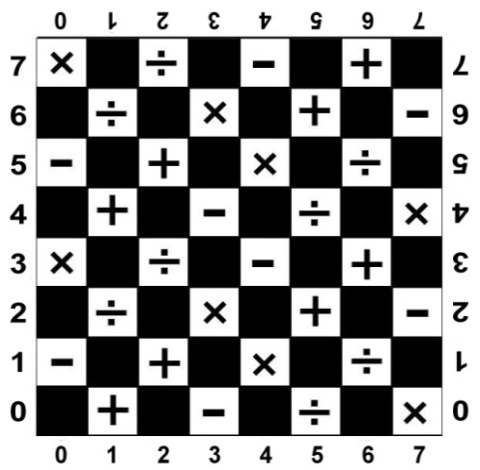 0 1 2 3 4 5 6 7
7 × ÷ - + 7
6 ÷ × + - 6
5 - + × ÷ 5
4 + - ÷ × 4
3 × ÷ - + 3
2 ÷ × + - 2
1 - + × ÷ 1
0 + - ÷ × 0
0 1 2 3 4 5 6 7